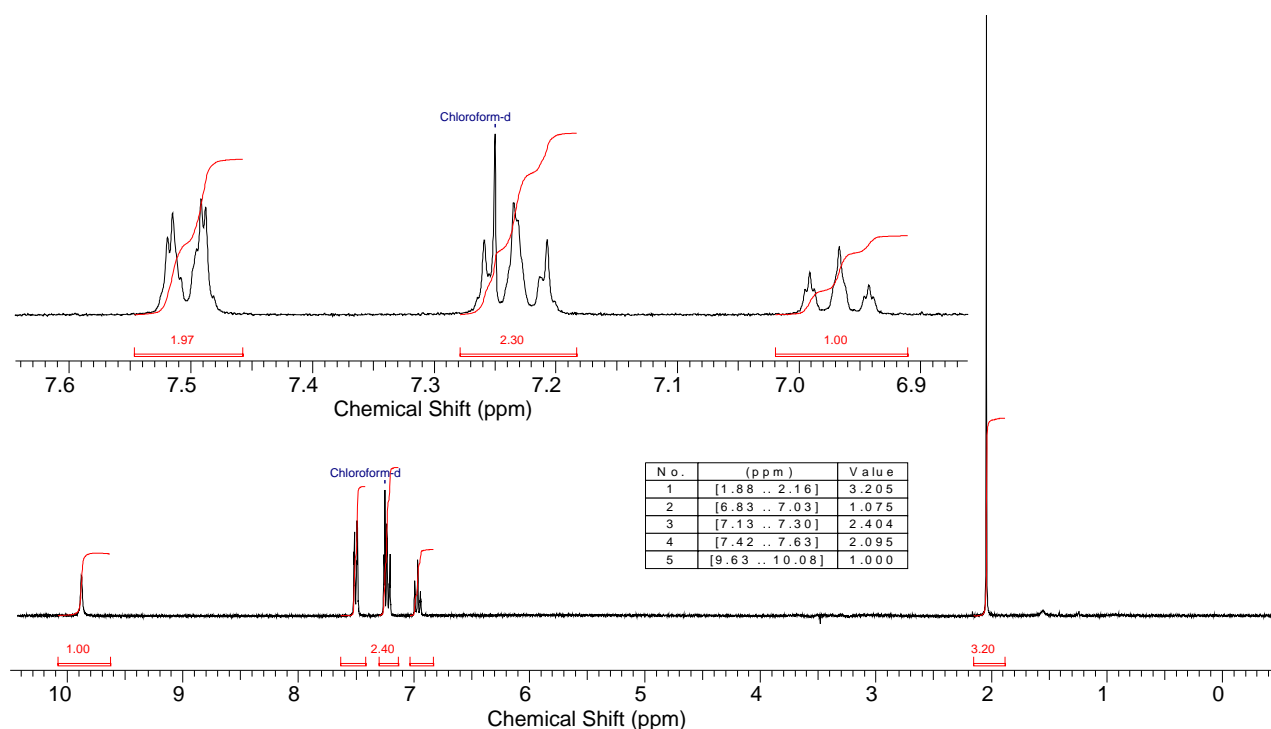 Chloroform-d
1.97 2.30 1.00
7.6 7.5 7.4 7.3 7.2 7.1 7.0 6.9
Chemical Shift (ppm)
Chloroform-d
No. (ppm) Value
1 [1.88 .. 2.16] 3.205
2 [6.83 .. 7.03] 1.075
3 [7.13 .. 7.30] 2.404
4 [7.42 .. 7.63] 2.095
5 [9.63 .. 10.08] 1.000
1.00 2.40 3.20
10 9 8 7 6 5 4 3 2 1 0
Chemical Shift (ppm)